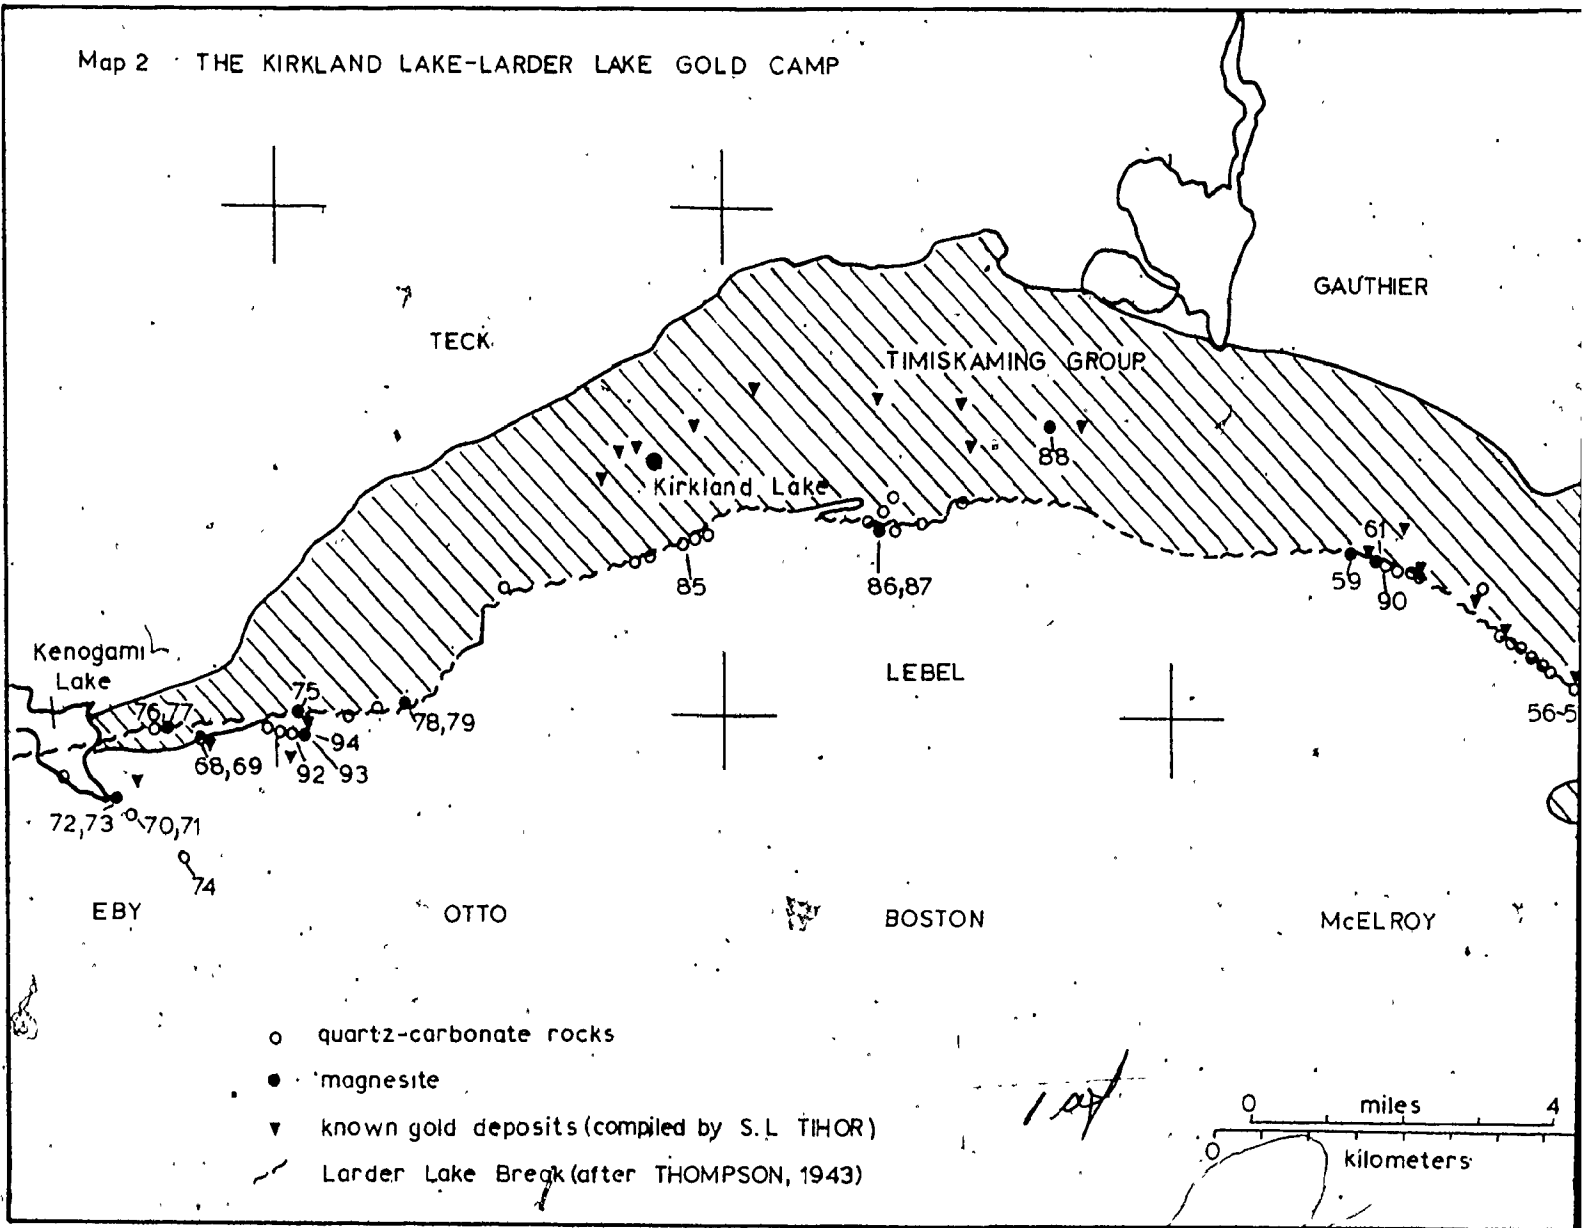 Map 2 THE KIRKLAND LAKE-LARDER LAKE GOLD CAMP
GAUTHIER
TECK
TIMISKAMING GROUP
88
Kirkland Lake
61
85
86,87
59
90
Kenogami
Lake
LEBEL
75
76,77
78,79
56-5
94
68,69
92
93
72,73
70,71
74
EBY
OTTO
BOSTON
McELROY
quartz-carbonate rocks
magnesite
known gold deposits (compiled by S.L TIHOR)
Larder Lake Break (after THOMPSON, 1943)
0 miles 4
0 kilometers